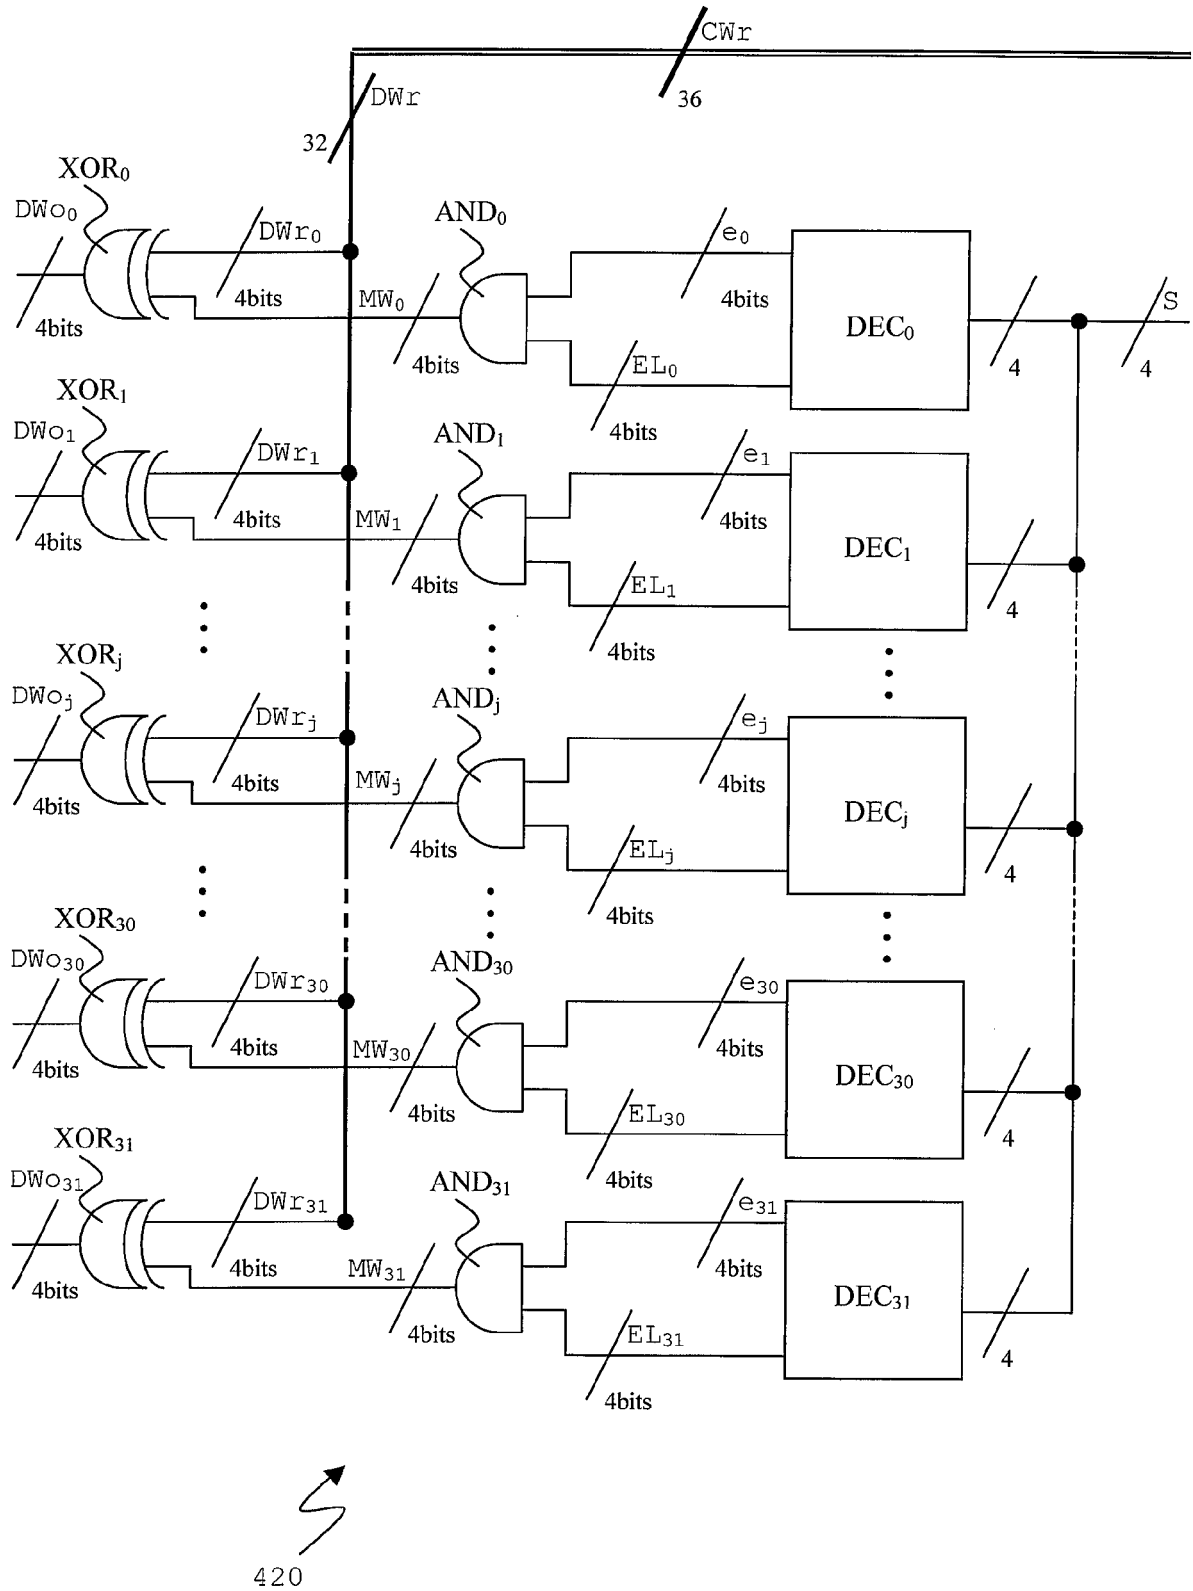 CWr
36
DWr
32
XOR0
DWo0
4bits
DWr0
4bits
MW0
AND0
4bits
e0
4bits
EL0
4bits
DEC0
4
S
4
XOR1
DWo1
4bits
DWr1
4bits
MW1
AND1
4bits
e1
4bits
EL1
4bits
DEC1
4
XORj
DWoj
4bits
DWrj
4bits
MWj
ANDj
4bits
ej
4bits
ELj
4bits
DECj
4
XOR30
DWo30
4bits
DWr30
4bits
MW30
AND30
4bits
e30
4bits
EL30
4bits
DEC30
4
XOR31
DWo31
4bits
DWr31
4bits
MW31
AND31
4bits
e31
4bits
EL31
4bits
DEC31
4
420